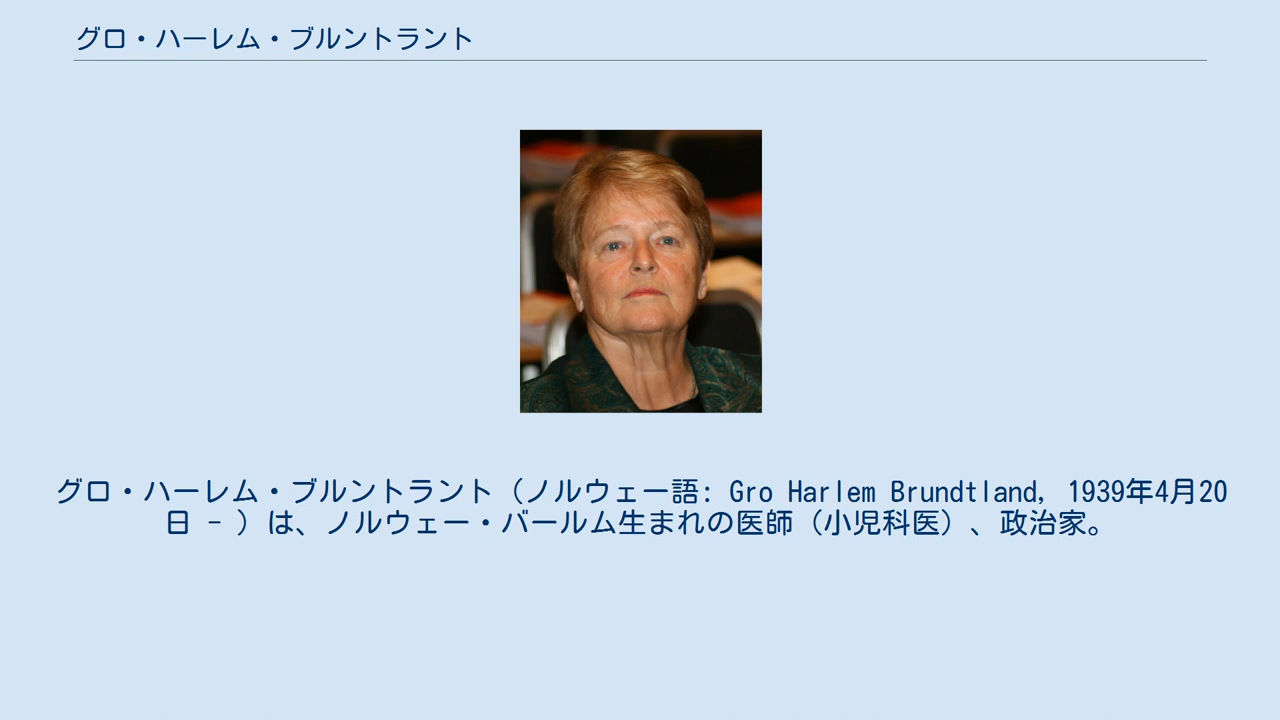 グロ・ハーレム・ブルントラント
グロ・ハーレム・ブルントラント（ノルウェー語: Gro Harlem Brundtland, 1939年4月20
日 - ）は、ノルウェー・バールム生まれの医師（小児科医）、政治家。